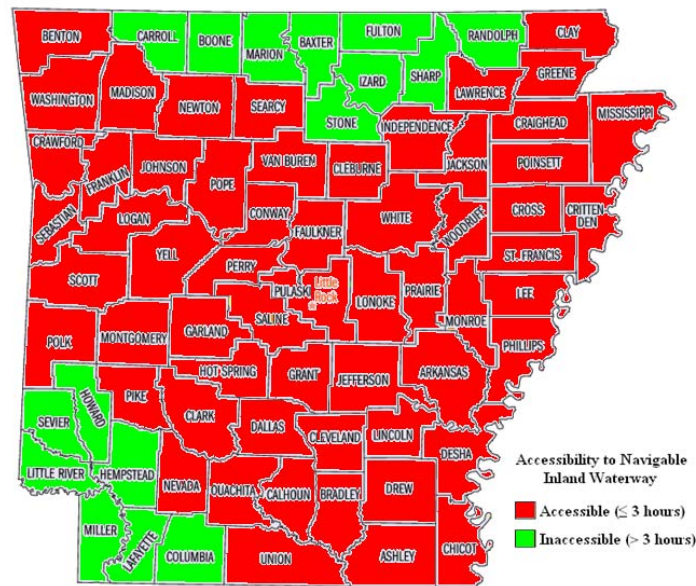 BENTON
CARROLL
BOONE
MARION
BAXTER
FULTON
RANDOLPH
CLAY
IZARD
SHARP
GREENE
WASHINGTON
MADISON
NEWTON
SEARCY
STONE
LAWRENCE
MISSISSIPPI
CRAIGHEAD
INDEPENDENCE
CRAWFORD
FRANKLIN
JOHNSON
POPE
VAN BUREN
CLEBURNE
JACKSON
POINSETT
SEBASTIAN
LOGAN
CONWAY
FAULKNER
WHITE
WOODRUFF
CROSS
CRITTEN-
DEN
ST. FRANCIS
SCOTT
YELL
PERRY
PULASK
Little
Rock
LONOKE
PRAIRIE
LEE
MONROE
PHILLIPS
POLK
MONTGOMERY
GARLAND
SALINE
HOT SPRING
GRANT
JEFFERSON
ARKANSAS
SEVIER
HOWARD
PIKE
CLARK
DALLAS
CLEVELAND
LINCOLN
DESHA
LITTLE RIVER
HEMPSTEAD
NEVADA
OUACHITA
CALHOUN
BRADLEY
DREW
MILLER
LAFAYETTE
COLUMBIA
UNION
ASHLEY
CHICOT
Accessibility to Navigable
Inland Waterway
Accessible (≤ 3 hours)
Inaccessible (> 3 hours)